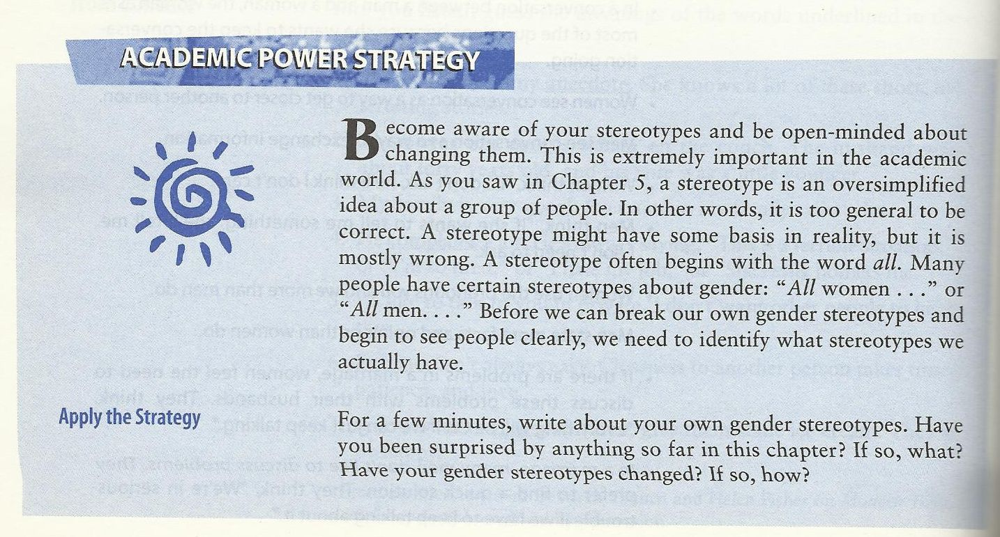 ACADEMIC POWER STRATEGY
Become aware of your stereotypes and be open-minded about
changing them. This is extremely important in the academic
world. As you saw in Chapter 5, a stereotype is an oversimplified
idea about a group of people. In other words, it is too general to be
correct. A stereotype might have some basis in reality, but it is
mostly wrong. A stereotype often begins with the word all. Many
people have certain stereotypes about gender: “All women . . .” or
“All men. . . .” Before we can break our own gender stereotypes and
begin to see people clearly, we need to identify what stereotypes we
actually have.
Apply the Strategy
For a few minutes, write about your own gender stereotypes. Have
you been surprised by anything so far in this chapter? If so, what?
Have your gender stereotypes changed? If so, how?